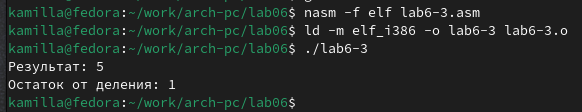 kamilla@fedora:~/work/arch-pc/lab06$ nasm -f elf lab6-3.asm
kamilla@fedora:~/work/arch-pc/lab06$ ld -m elf_i386 -o lab6-3 lab6-3.o
kamilla@fedora:~/work/arch-pc/lab06$ ./lab6-3
Результат: 5
Остаток от деления: 1
kamilla@fedora:~/work/arch-pc/lab06$